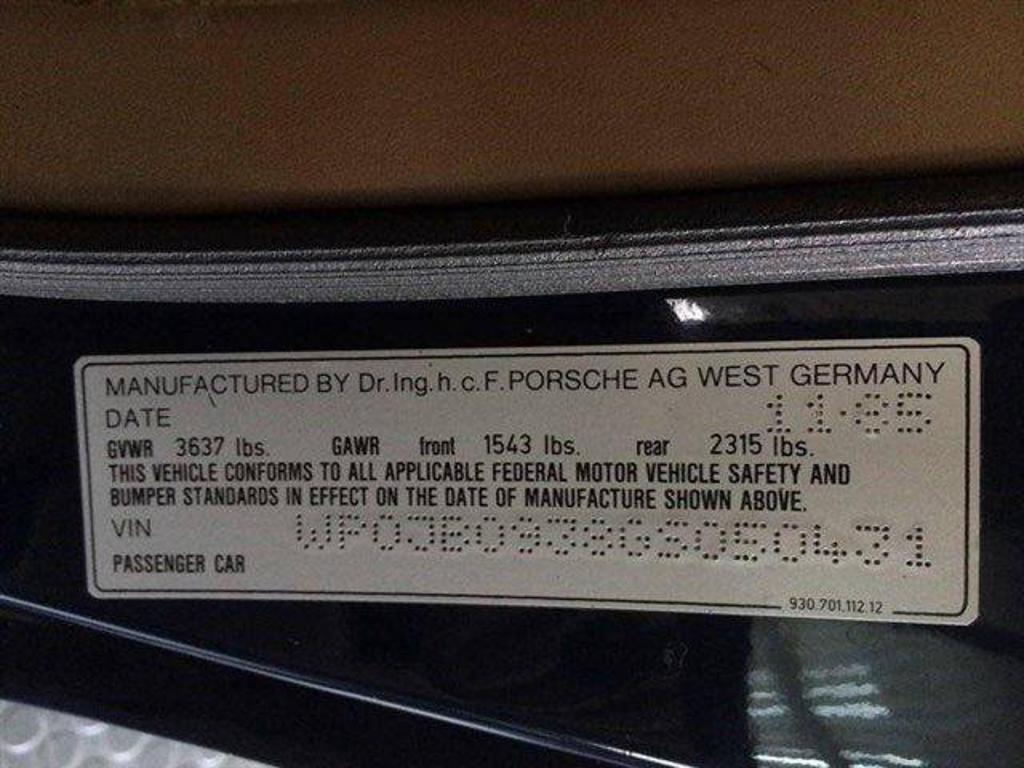 MANUFACTURED BY Dr.Ing.h.c.F.PORSCHE AG WEST GERMANY
DATE 11·85
GVWR 3637 lbs. GAWR front 1543 lbs. rear 2315 lbs.
THIS VEHICLE CONFORMS TO ALL APPLICABLE FEDERAL MOTOR VEHICLE SAFETY AND
BUMPER STANDARDS IN EFFECT ON THE DATE OF MANUFACTURE SHOWN ABOVE.
VIN WP0JB0938GS050431
PASSENGER CAR
930.701.112.12